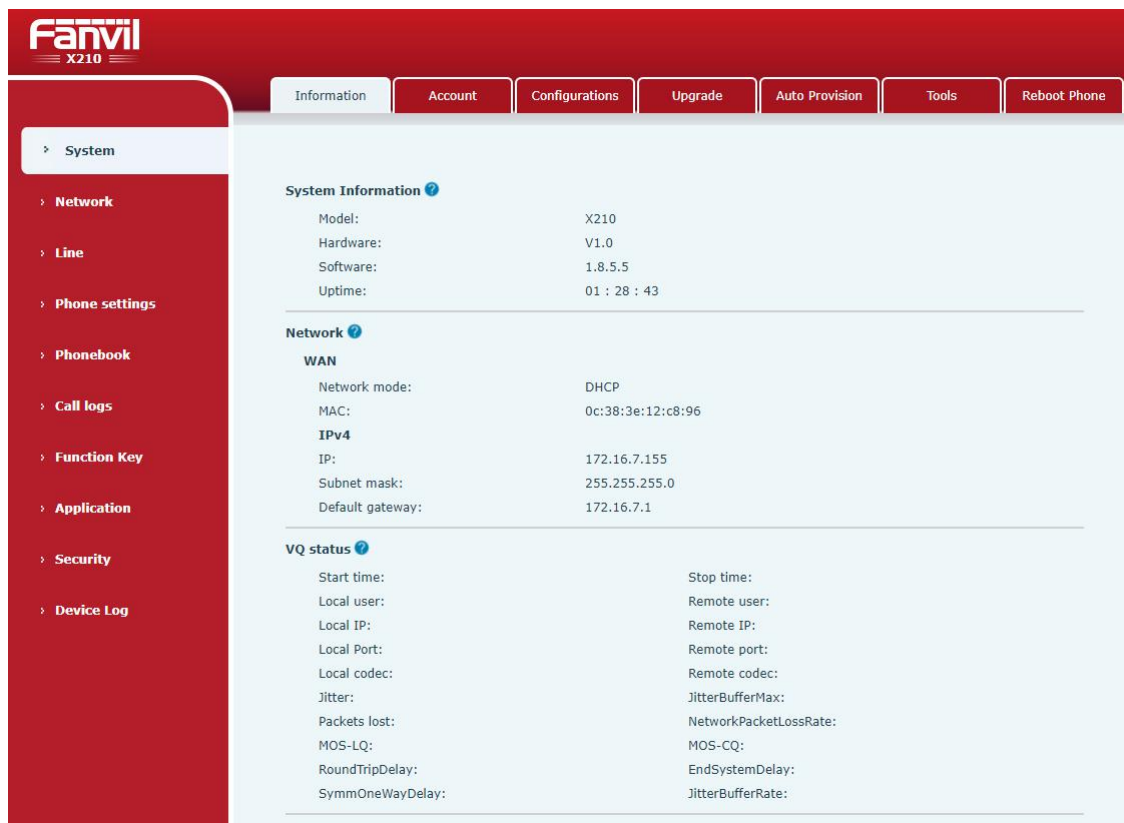 Fanvil
X210
Information Account Configurations Upgrade Auto Provision Tools Reboot Phone
› System
› Network
› Line
› Phone settings
› Phonebook
› Call logs
› Function Key
› Application
› Security
› Device Log
System Information ?
Model: X210
Hardware: V1.0
Software: 1.8.5.5
Uptime: 01 : 28 : 43
Network ?
WAN
Network mode: DHCP
MAC: 0c:38:3e:12:c8:96
IPv4
IP: 172.16.7.155
Subnet mask: 255.255.255.0
Default gateway: 172.16.7.1
VQ status ?
Start time: Stop time:
Local user: Remote user:
Local IP: Remote IP:
Local Port: Remote port:
Local codec: Remote codec:
Jitter: JitterBufferMax:
Packets lost: NetworkPacketLossRate:
MOS-LQ: MOS-CQ:
RoundTripDelay: EndSystemDelay:
SymmOneWayDelay: JitterBufferRate: